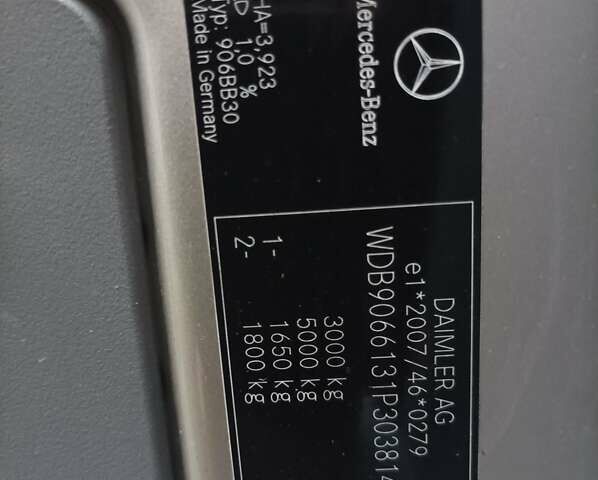 Mercedes-Benz
HA=3,923
D 1,0 %
Typ: 906BB30
Made in Germany
DAIMLER AG
e1*2007/46*0279
WDB9066131P303814
3000 kg
5000 kg
1- 1650 kg
2- 1800 kg